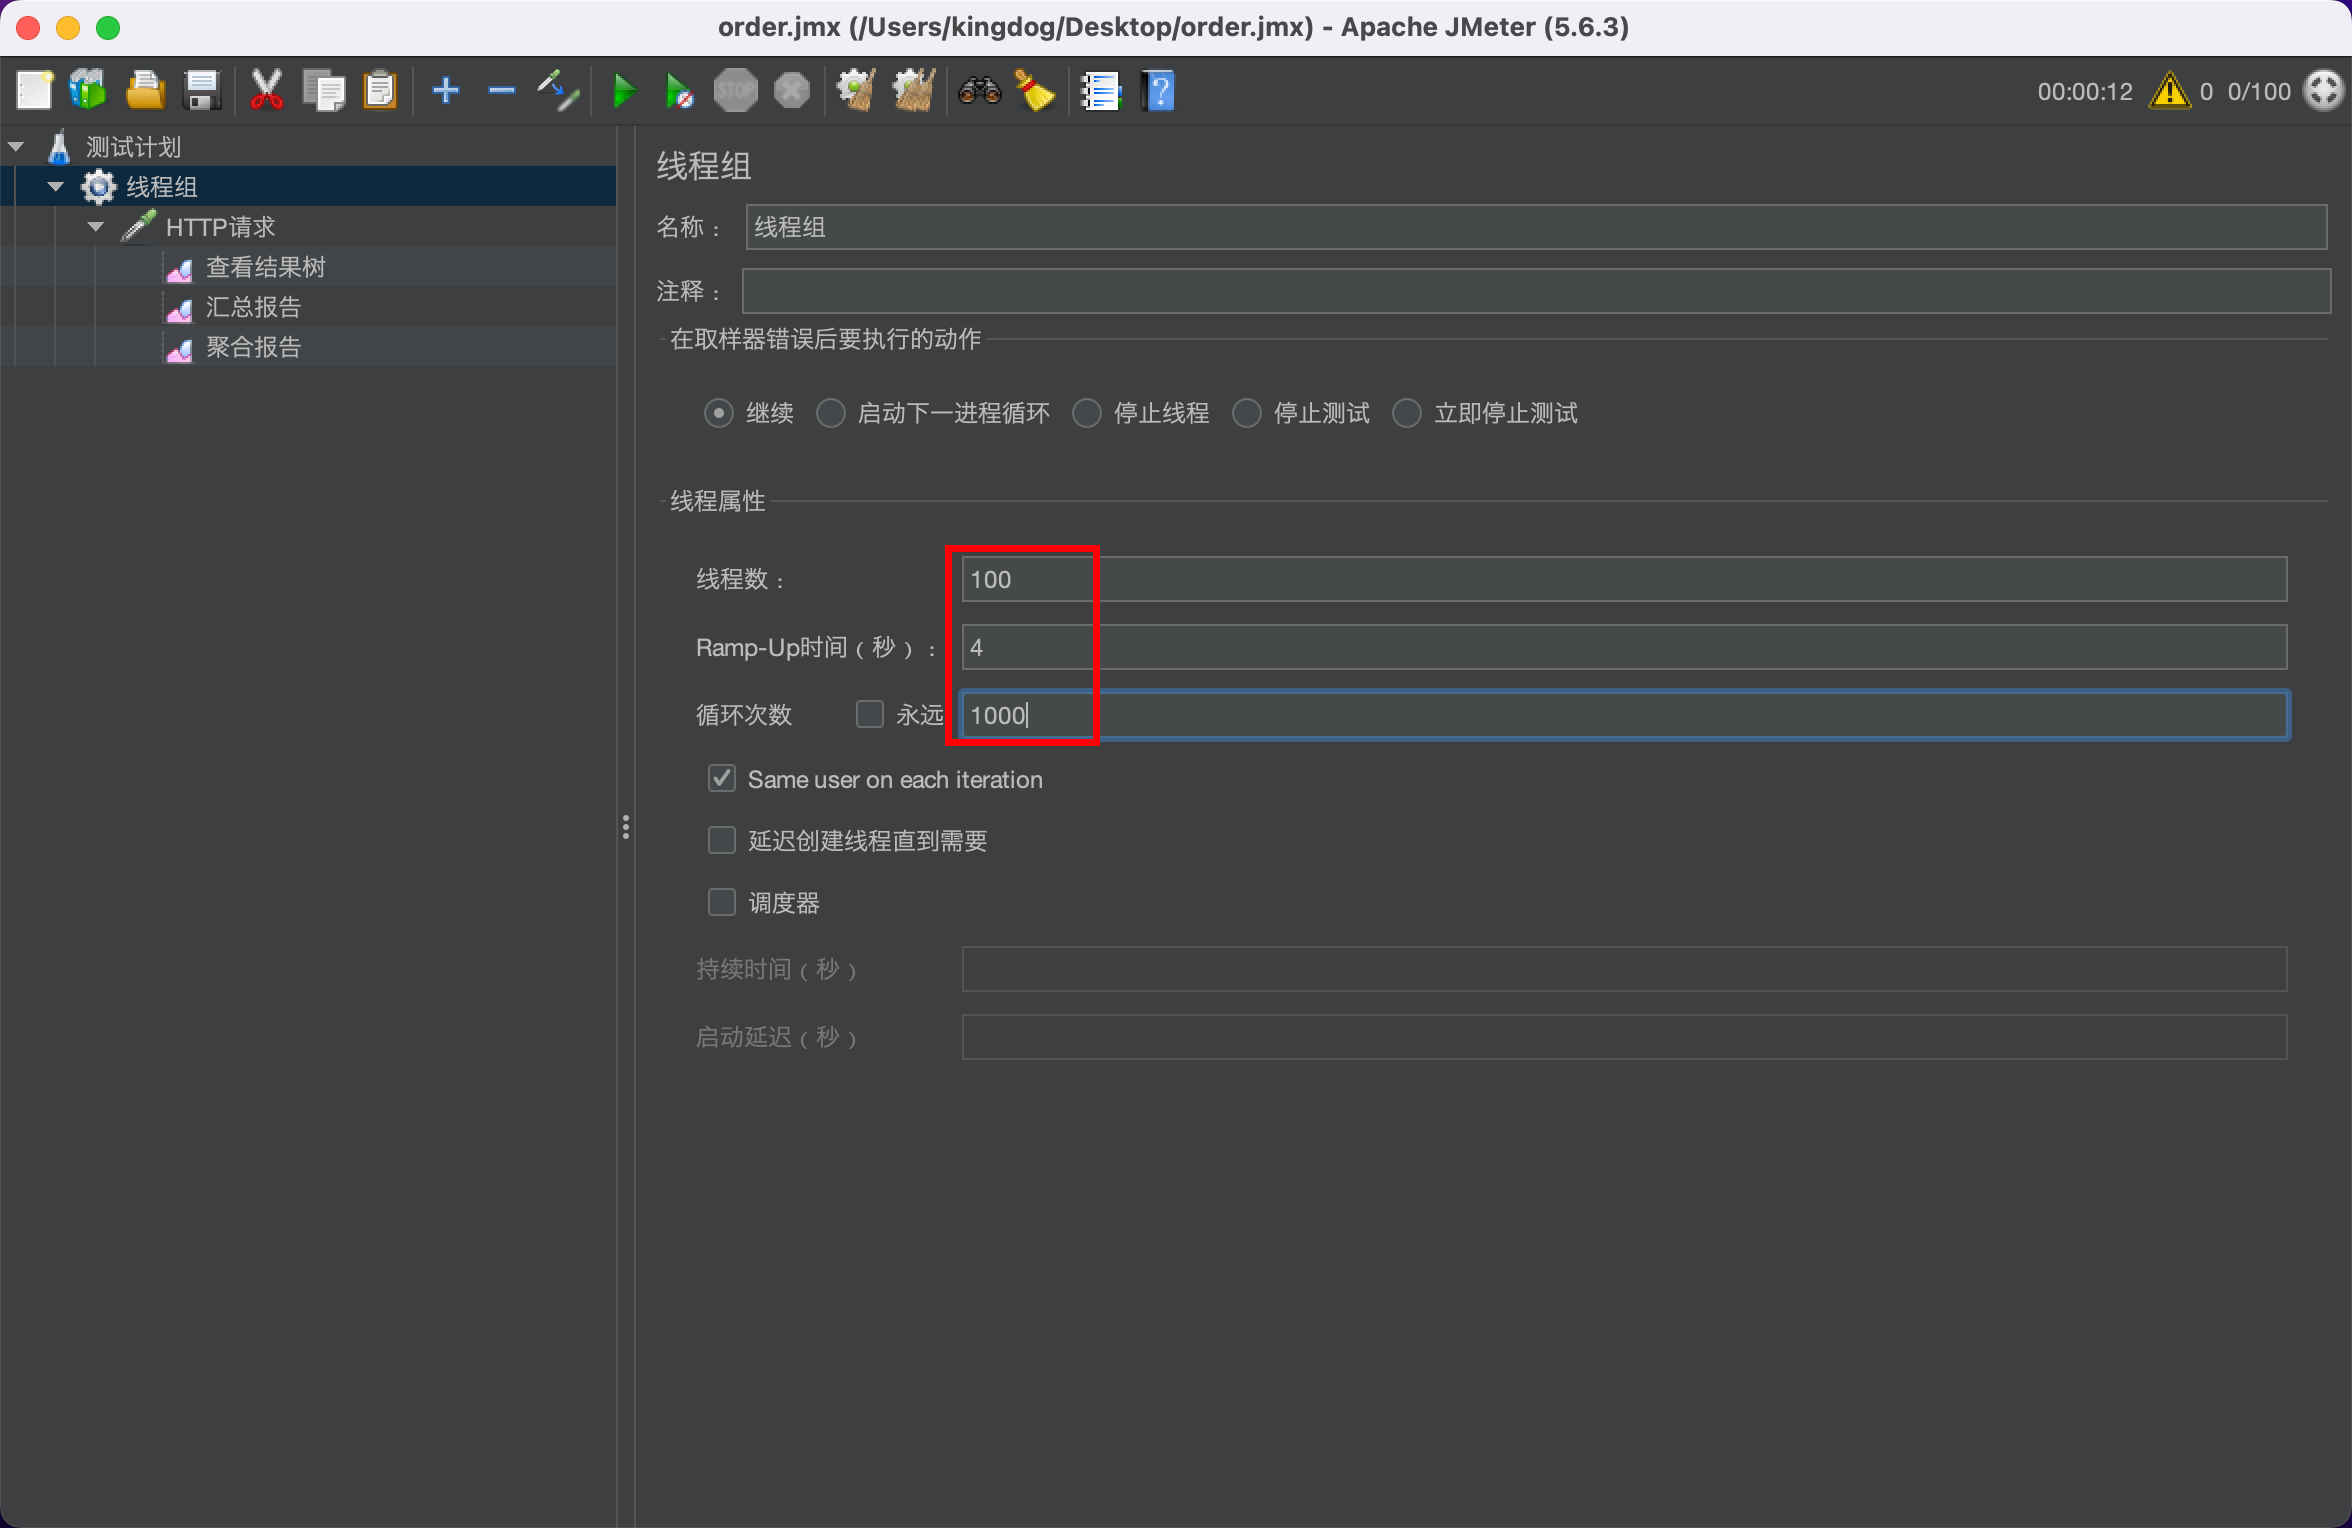 order.jmx (/Users/kingdog/Desktop/order.jmx) - Apache JMeter (5.6.3)
STOP
00:00:12 0 0/100
测试计划
线程组
HTTP请求
查看结果树
汇总报告
聚合报告
线程组
名称： 线程组
注释：
在取样器错误后要执行的动作
继续 启动下一进程循环 停止线程 停止测试 立即停止测试
线程属性
线程数： 100
Ramp-Up时间（秒）： 4
循环次数 永远 1000
Same user on each iteration
延迟创建线程直到需要
调度器
持续时间（秒）
启动延迟（秒）